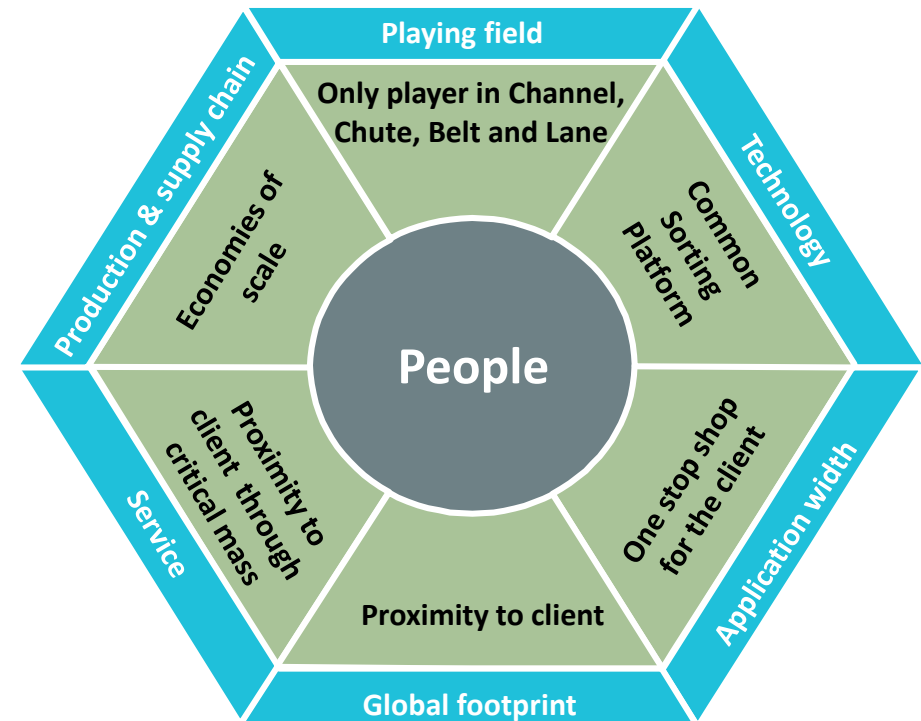 Playing field
Only player in Channel,
Chute, Belt and Lane
Technology
Common
Sorting
Platform
Application width
One stop shop
for the client
Global footprint
Proximity to client
Service
Proximity to
client through
critical mass
Production & supply chain
Economies of
scale
People